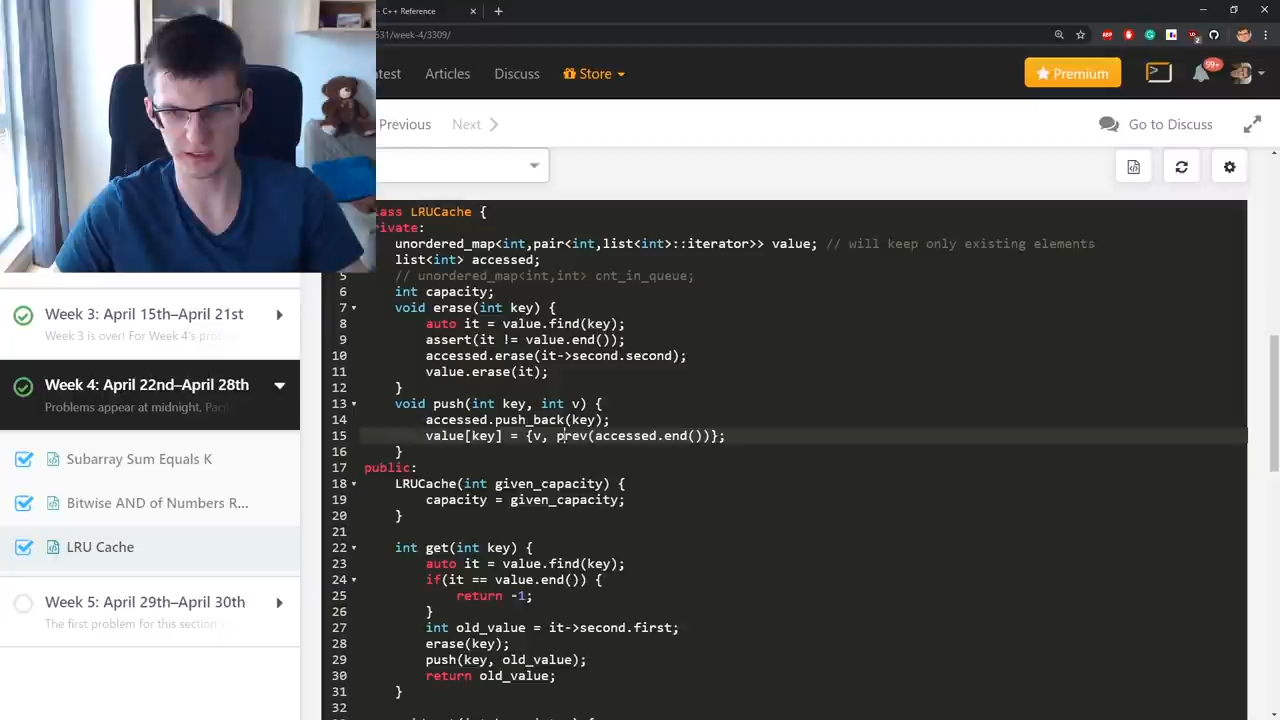 - C++ Reference
531/week-4/3309/
test Articles Discuss Store Premium 99+
Previous Next Go to Discuss
class LRUCache {
private:
unordered_map<int,pair<int,list<int>::iterator>> value; // will keep only existing elements
list<int> accessed;
5 // unordered_map<int,int> cnt_in_queue;
6 int capacity;
7 void erase(int key) {
8 auto it = value.find(key);
9 assert(it != value.end());
10 accessed.erase(it->second.second);
11 value.erase(it);
12 }
13 void push(int key, int v) {
14 accessed.push_back(key);
15 value[key] = {v, prev(accessed.end())};
16 }
17 public:
18 LRUCache(int given_capacity) {
19 capacity = given_capacity;
20 }
21
22 int get(int key) {
23 auto it = value.find(key);
24 if(it == value.end()) {
25 return -1;
26 }
27 int old_value = it->second.first;
28 erase(key);
29 push(key, old_value);
30 return old_value;
31 }
32
Week 3: April 15th–April 21st
Week 3 is over! For Week 4's
Week 4: April 22nd–April 28th
Problems appear at midnight,
Subarray Sum Equals K
Bitwise AND of Numbers R...
LRU Cache
Week 5: April 29th–April 30th
The first problem for this section